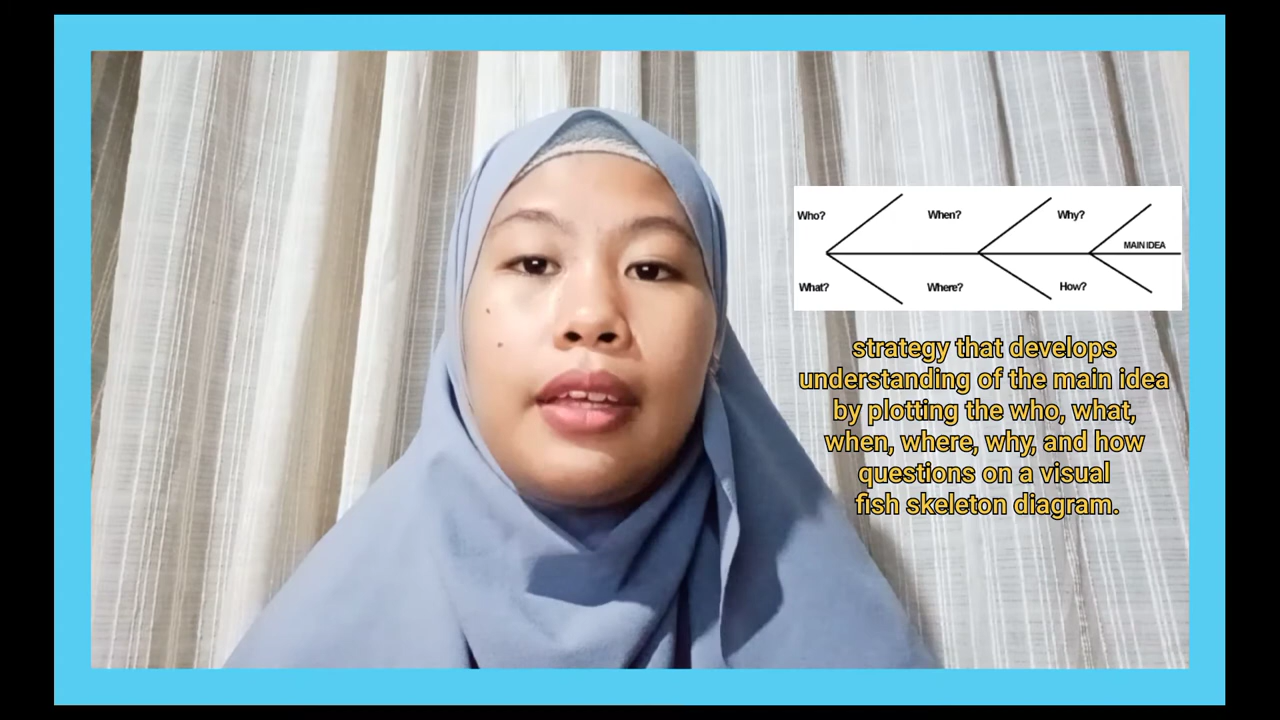 Who?
When?
Why?
MAIN IDEA
What?
Where?
How?
strategy that develops
understanding of the main idea
by plotting the who, what,
when, where, why, and how
questions on a visual
fish skeleton diagram.